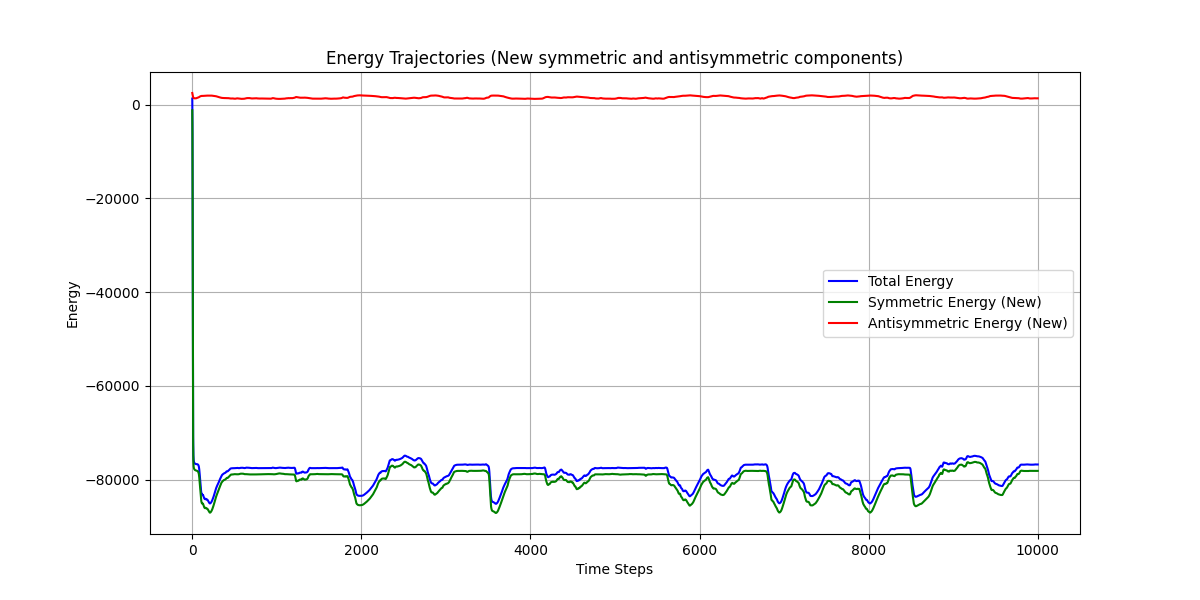 Energy Trajectories (New symmetric and antisymmetric components)
Energy
0
−20000
−40000
−60000
−80000
Total Energy
Symmetric Energy (New)
Antisymmetric Energy (New)
0 2000 4000 6000 8000 10000
Time Steps